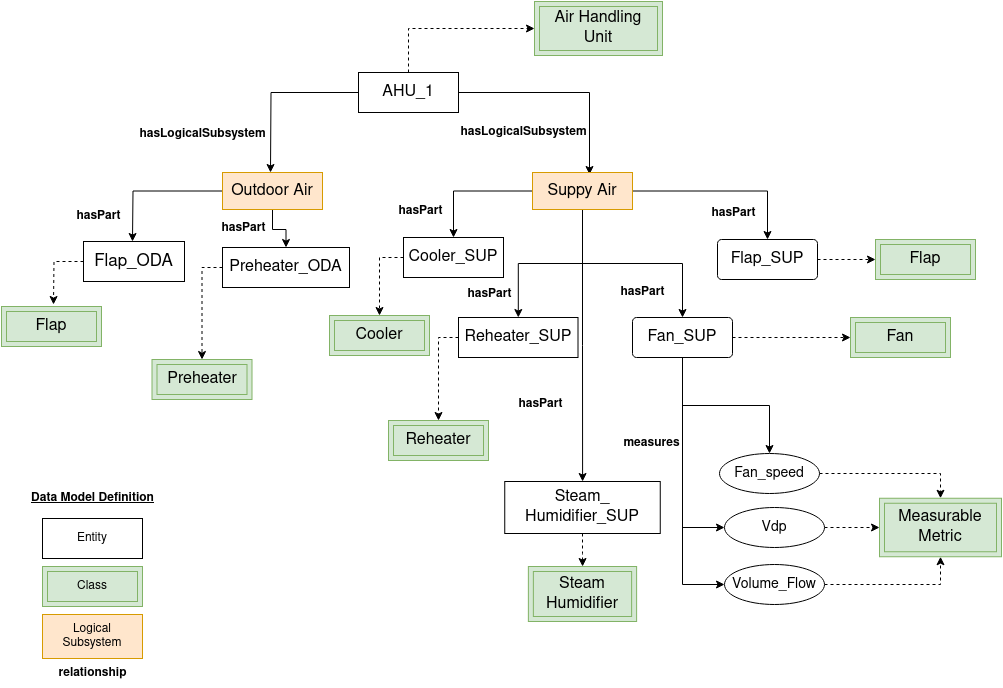 Air Handling
Unit
AHU_1
hasLogicalSubsystem
hasLogicalSubsystem
Outdoor Air
Suppy Air
hasPart
hasPart
hasPart
hasPart
Flap_ODA
Preheater_ODA
Cooler_SUP
Flap_SUP
Flap
hasPart
hasPart
Flap
Cooler
Reheater_SUP
Fan_SUP
Fan
Preheater
hasPart
Reheater
measures
Fan_speed
Data Model Definition
Steam_
Humidifier_SUP
Measurable
Metric
Vdp
Entity
Class
Steam
Humidifier
Volume_Flow
Logical
Subsystem
relationship